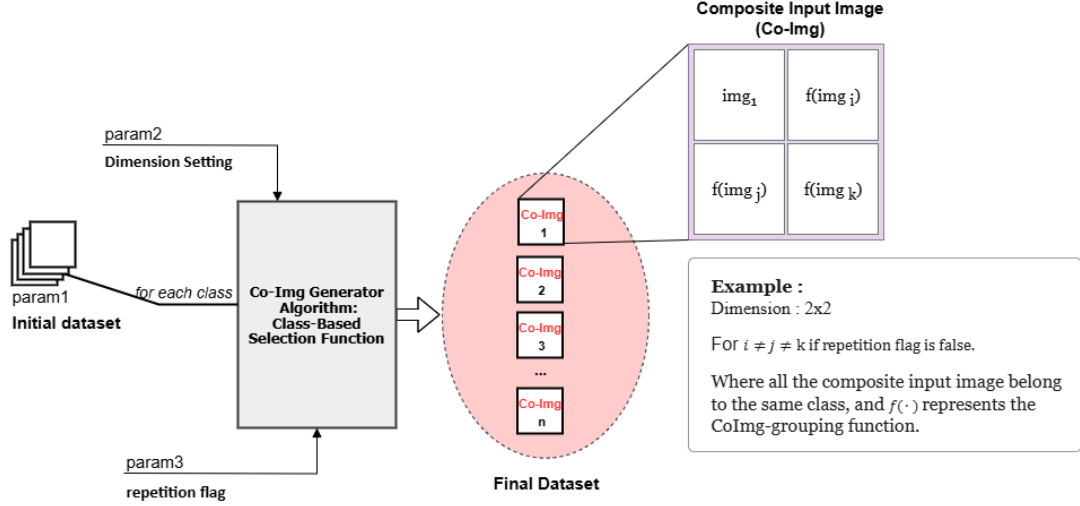 Composite Input Image
(Co-Img)
img₁
f(img ᵢ)
f(img ⱼ)
f(img ₖ)
param2
Dimension Setting
param1
Initial dataset
for each class
Co-Img Generator
Algorithm:
Class-Based
Selection Function
param3
repetition flag
Co-Img
1
Co-Img
2
Co-Img
3
...
Co-Img
n
Final Dataset
Example :
Dimension : 2x2
For i ≠ j ≠ k if repetition flag is false.
Where all the composite input image belong
to the same class, and f(·) represents the
CoImg-grouping function.